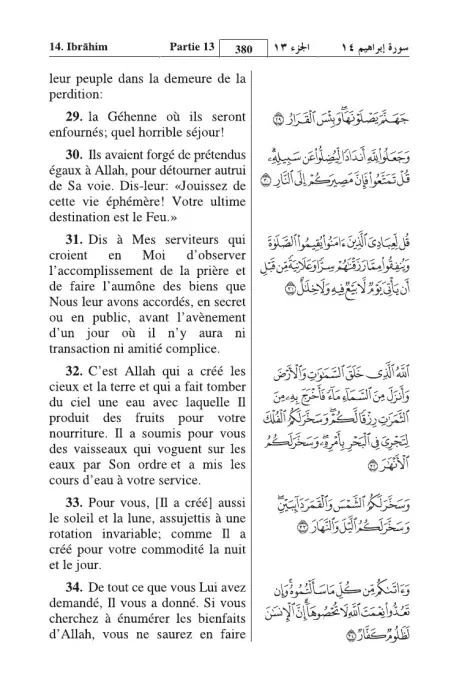 14. Ibrāhim Partie 13 380 الجزء ١٣ سورة إبراهيم ١٤
leur peuple dans la demeure de la
perdition:
29. la Géhenne où ils seront
enfournés; quel horrible séjour!
جَهَنَّمَ يَصْلَوْنَهَا ۖ وَبِئْسَ الْقَرَارُ ٢٩
30. Ils avaient forgé de prétendus
égaux à Allah, pour détourner autrui
de Sa voie. Dis-leur: «Jouissez de
cette vie éphémère! Votre ultime
destination est le Feu.»
وَجَعَلُوا لِلَّهِ أَندَادًا لِّيُضِلُّوا عَن سَبِيلِهِ ۗ
قُلْ تَمَتَّعُوا فَإِنَّ مَصِيرَكُمْ إِلَى النَّارِ ٣٠
31. Dis à Mes serviteurs qui
croient en Moi d’observer
l’accomplissement de la prière et
de faire l’aumône des biens que
Nous leur avons accordés, en secret
ou en public, avant l’avènement
d’un jour où il n’y aura ni
transaction ni amitié complice.
قُل لِّعِبَادِيَ الَّذِينَ ءَامَنُوا يُقِيمُوا الصَّلَوٰةَ
وَيُنفِقُوا مِمَّا رَزَقْنَٰهُمْ سِرًّا وَعَلَانِيَةً مِّن قَبْلِ
أَن يَأْتِيَ يَوْمٌ لَّا بَيْعٌ فِيهِ وَلَا خِلَٰلٌ ٣١
32. C’est Allah qui a créé les
cieux et la terre et qui a fait tomber
du ciel une eau avec laquelle Il
produit des fruits pour votre
nourriture. Il a soumis pour vous
des vaisseaux qui voguent sur les
eaux par Son ordre et a mis les
cours d’eau à votre service.
اللَّهُ الَّذِي خَلَقَ السَّمَٰوَٰتِ وَالْأَرْضَ
وَأَنزَلَ مِنَ السَّمَاءِ مَاءً فَأَخْرَجَ بِهِ مِنَ
الثَّمَرَٰتِ رِزْقًا لَّكُمْ ۖ وَسَخَّرَ لَكُمُ الْفُلْكَ
لِتَجْرِيَ فِي الْبَحْرِ بِأَمْرِهِ ۖ وَسَخَّرَ لَكُمُ
الْأَنْهَٰرَ ٣٢
33. Pour vous, [Il a créé] aussi
le soleil et la lune, assujettis à une
rotation invariable; comme Il a
créé pour votre commodité la nuit
et le jour.
وَسَخَّرَ لَكُمُ الشَّمْسَ وَالْقَمَرَ دَائِبَيْنِ ۖ
وَسَخَّرَ لَكُمُ الَّيْلَ وَالنَّهَارَ ٣٣
34. De tout ce que vous Lui avez
demandé, Il vous a donné. Si vous
cherchez à énumérer les bienfaits
d’Allah, vous ne saurez en faire
وَءَاتَىٰكُم مِّن كُلِّ مَا سَأَلْتُمُوهُ ۚ وَإِن
تَعُدُّوا نِعْمَتَ اللَّهِ لَا تُحْصُوهَا ۗ إِنَّ الْإِنسَٰنَ
لَظَلُومٌ كَفَّارٌ ٣٤